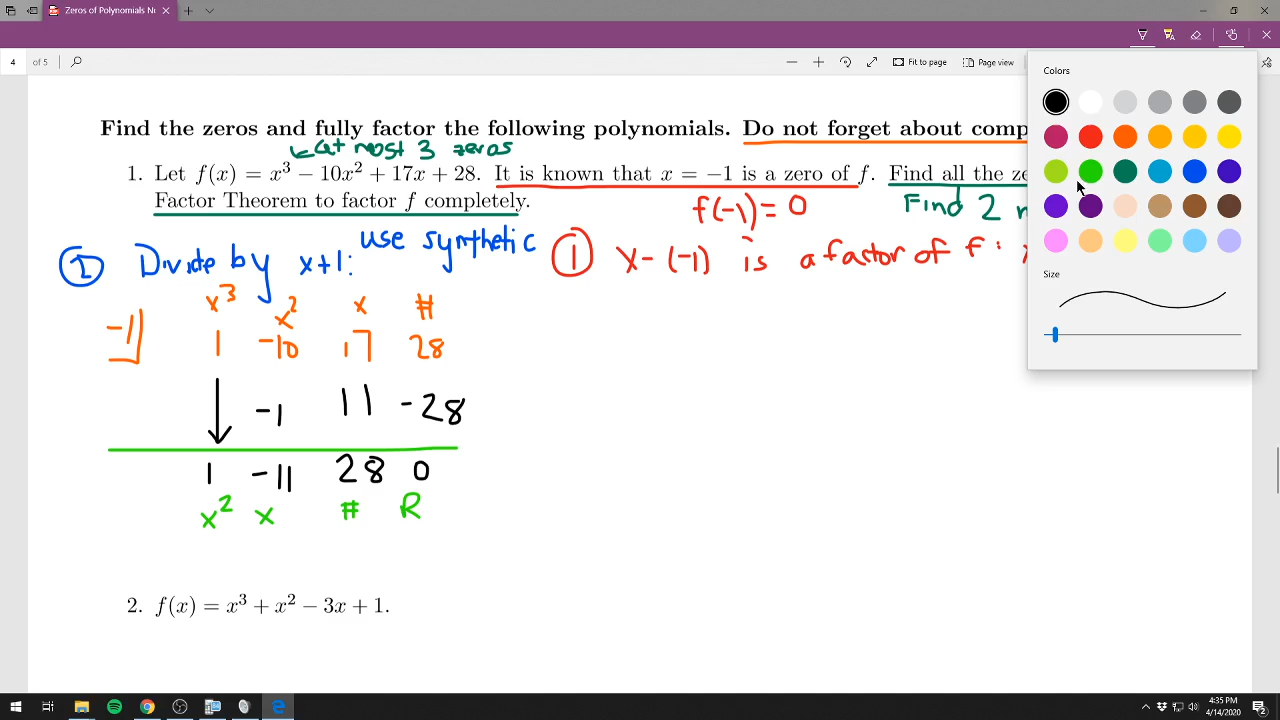 Zeros of Polynomials N
4 of 5 Fit to page Page view
Colors
Size
Find the zeros and fully factor the following polynomials. Do not forget about comp
at most 3 zeros
1. Let f(x) = x³ − 10x² + 17x + 28. It is known that x = −1 is a zero of f. Find all the ze
Factor Theorem to factor f completely.
f(-1) = 0
Find 2
use synthetic
② Divide by x+1:
① x-(-1) is a factor of f:
x³ x² x #
-1 1 -10 17 28
-1 11 -28
1 -11 28 0
x² x # R
2. f(x) = x³ + x² − 3x + 1.
4:35 PM
4/14/2020